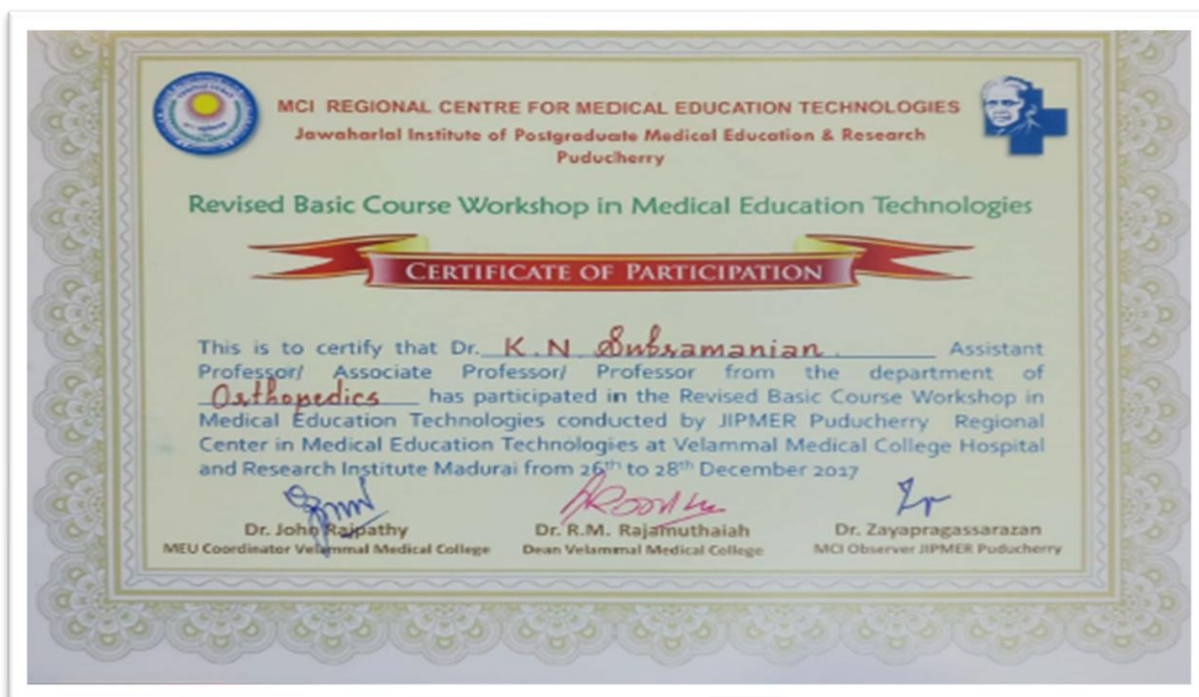 MCI REGIONAL CENTRE FOR MEDICAL EDUCATION TECHNOLOGIES
Jawaharlal Institute of Postgraduate Medical Education & Research
Puducherry
Revised Basic Course Workshop in Medical Education Technologies
CERTIFICATE OF PARTICIPATION
This is to certify that Dr. K.N. Subramanian. Assistant
Professor/ Associate Professor/ Professor from the department of
Orthopedics has participated in the Revised Basic Course Workshop in
Medical Education Technologies conducted by JIPMER Puducherry Regional
Center in Medical Education Technologies at Velammal Medical College Hospital
and Research Institute Madurai from 26th to 28th December 2017
Dr. John Rajpathy Dr. R.M. Rajamuthaiah Dr. Zayapragassarazan
MEU Coordinator Velammal Medical College Dean Velammal Medical College MCI Observer JIPMER Puducherry